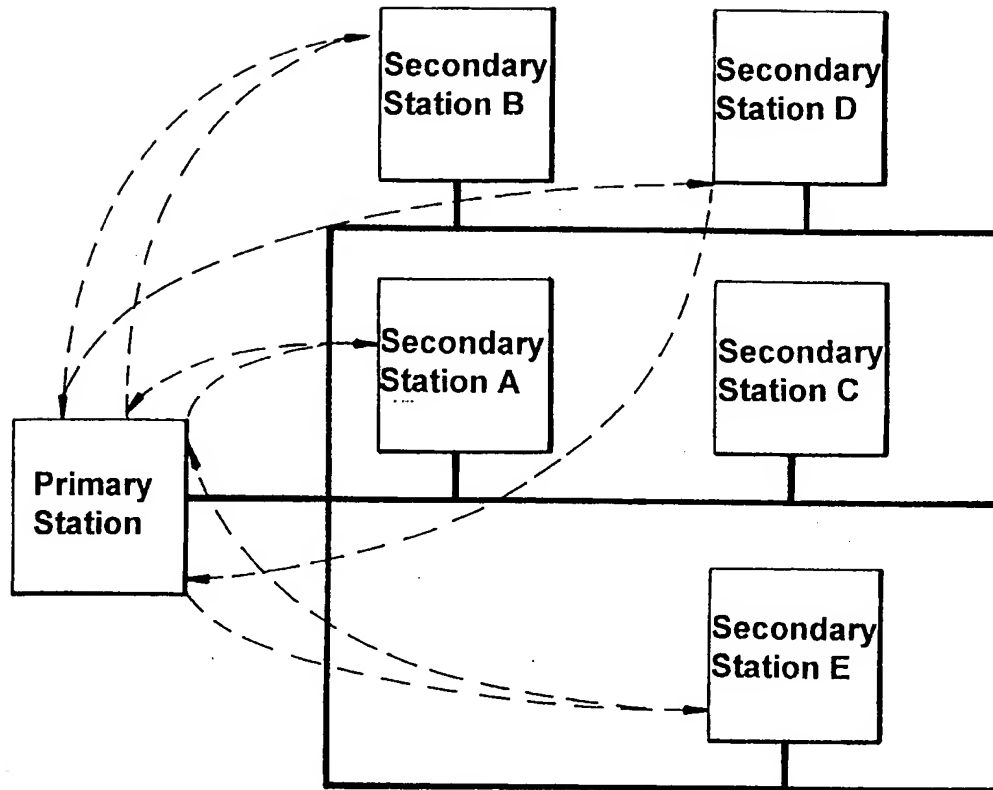 Secondary
Station B
Secondary
Station D
Secondary
Station A
Secondary
Station C
Primary
Station
Secondary
Station E